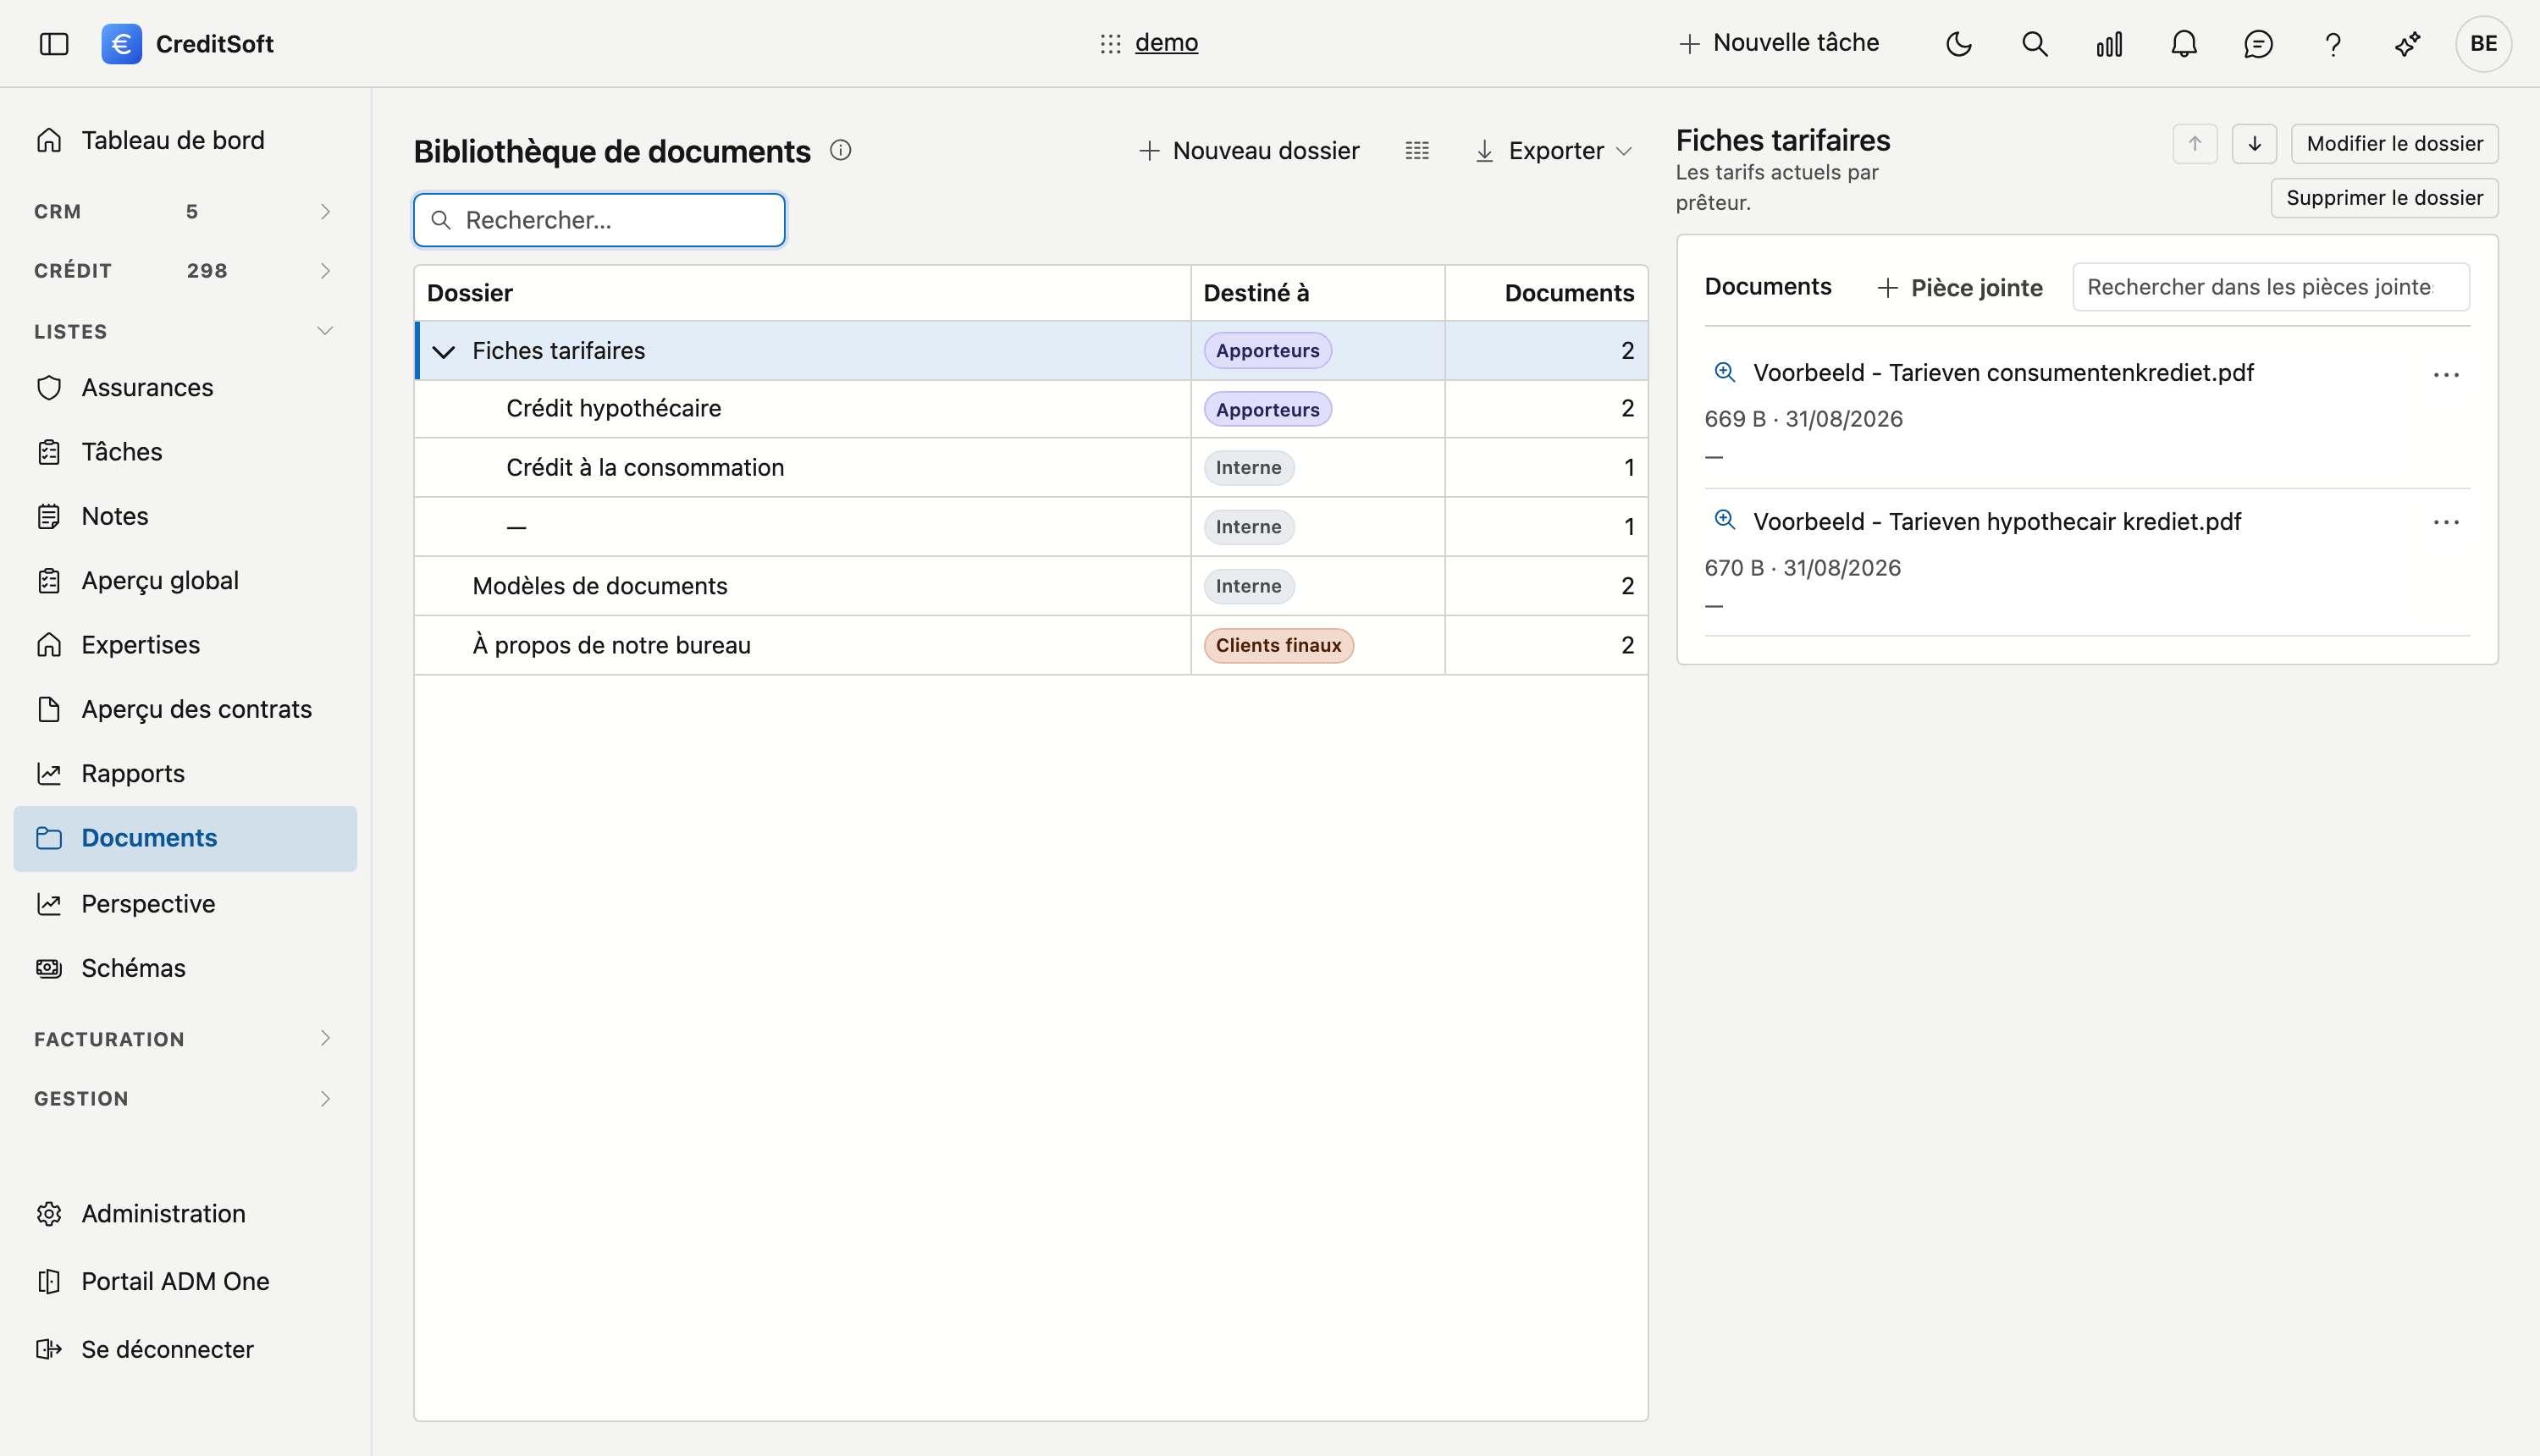 CreditSoft
demo
Nouvelle tâche
BE
Tableau de bord
CRM 5
CRÉDIT 298
LISTES
Assurances
Tâches
Notes
Aperçu global
Expertises
Aperçu des contrats
Rapports
Documents
Perspective
Schémas
FACTURATION
GESTION
Administration
Portail ADM One
Se déconnecter
Bibliothèque de documents
Nouveau dossier
Exporter
Rechercher...
Dossier Destiné à Documents
Fiches tarifaires Apporteurs 2
Crédit hypothécaire Apporteurs 2
Crédit à la consommation Interne 1
— Interne 1
Modèles de documents Interne 2
À propos de notre bureau Clients finaux 2
Fiches tarifaires
Les tarifs actuels par
prêteur.
Modifier le dossier
Supprimer le dossier
Documents
Pièce jointe
Rechercher dans les pièces jointe
Voorbeeld - Tarieven consumentenkrediet.pdf
669 B · 31/08/2026
—
Voorbeeld - Tarieven hypothecair krediet.pdf
670 B · 31/08/2026
—